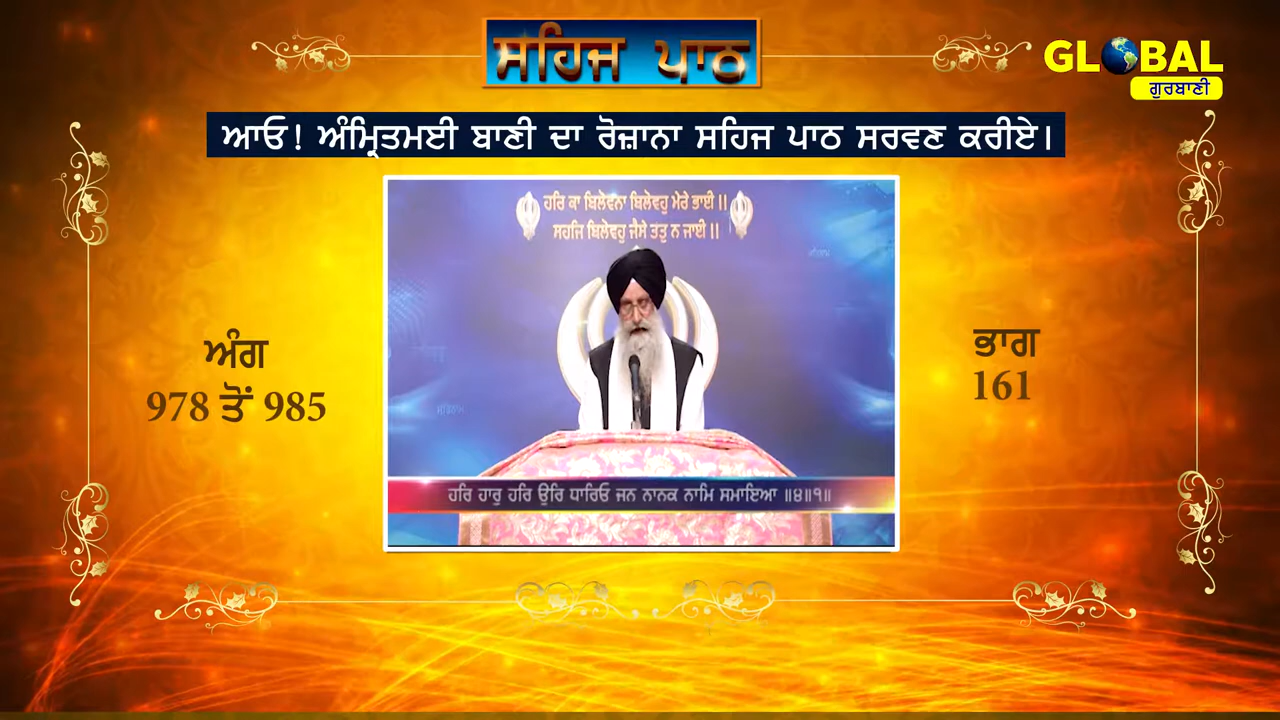 ਸਹਿਜ ਪਾਠ
GLOBAL
ਗੁਰਬਾਣੀ
ਆਓ! ਅੰਮ੍ਰਿਤਮਈ ਬਾਣੀ ਦਾ ਰੋਜ਼ਾਨਾ ਸਹਿਜ ਪਾਠ ਸਰਵਣ ਕਰੀਏ।
ਹਰਿ ਕਾ ਬਿਲੋਵਨਾ ਬਿਲੋਵਹੁ ਮੇਰੇ ਭਾਈ ॥
ਸਹਜਿ ਬਿਲੋਵਹੁ ਜੈਸੇ ਤਤੁ ਨ ਜਾਈ ॥
ਅੰਗ
978 ਤੋਂ 985
ਭਾਗ
161
ਹਰਿ ਹਾਰੁ ਹਰਿ ਉਰਿ ਧਾਰਿਓ ਜਨ ਨਾਨਕ ਨਾਮਿ ਸਮਾਇਆ ॥੪॥੧॥